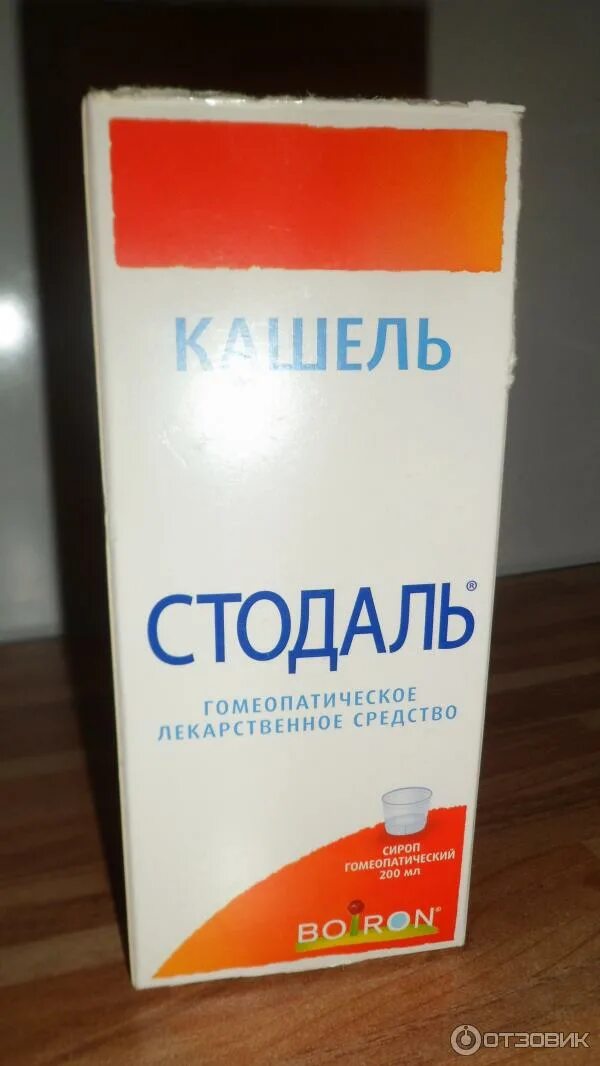 КАШЕЛЬ
СТОДАЛЬ®
ГОМЕОПАТИЧЕСКОЕ
ЛЕКАРСТВЕННОЕ СРЕДСТВО
СИРОП
ГОМЕОПАТИЧЕСКИЙ
200 мл
BOIRON®
ОТЗОВИК